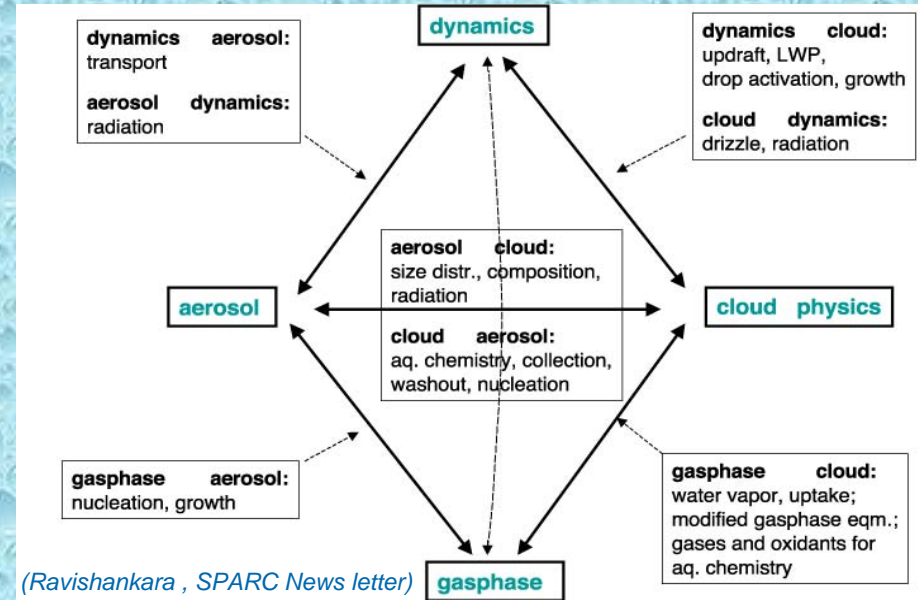 dynamics
dynamics aerosol:
transport
aerosol dynamics:
radiation
dynamics cloud:
updraft, LWP,
drop activation, growth
cloud dynamics:
drizzle, radiation
aerosol
aerosol cloud:
size distr., composition,
radiation
cloud aerosol:
aq. chemistry, collection,
washout, nucleation
cloud physics
gasphase aerosol:
nucleation, growth
gasphase cloud:
water vapor, uptake;
modified gasphase eqm.;
gases and oxidants for
aq. chemistry
(Ravishankara , SPARC News letter)
gasphase